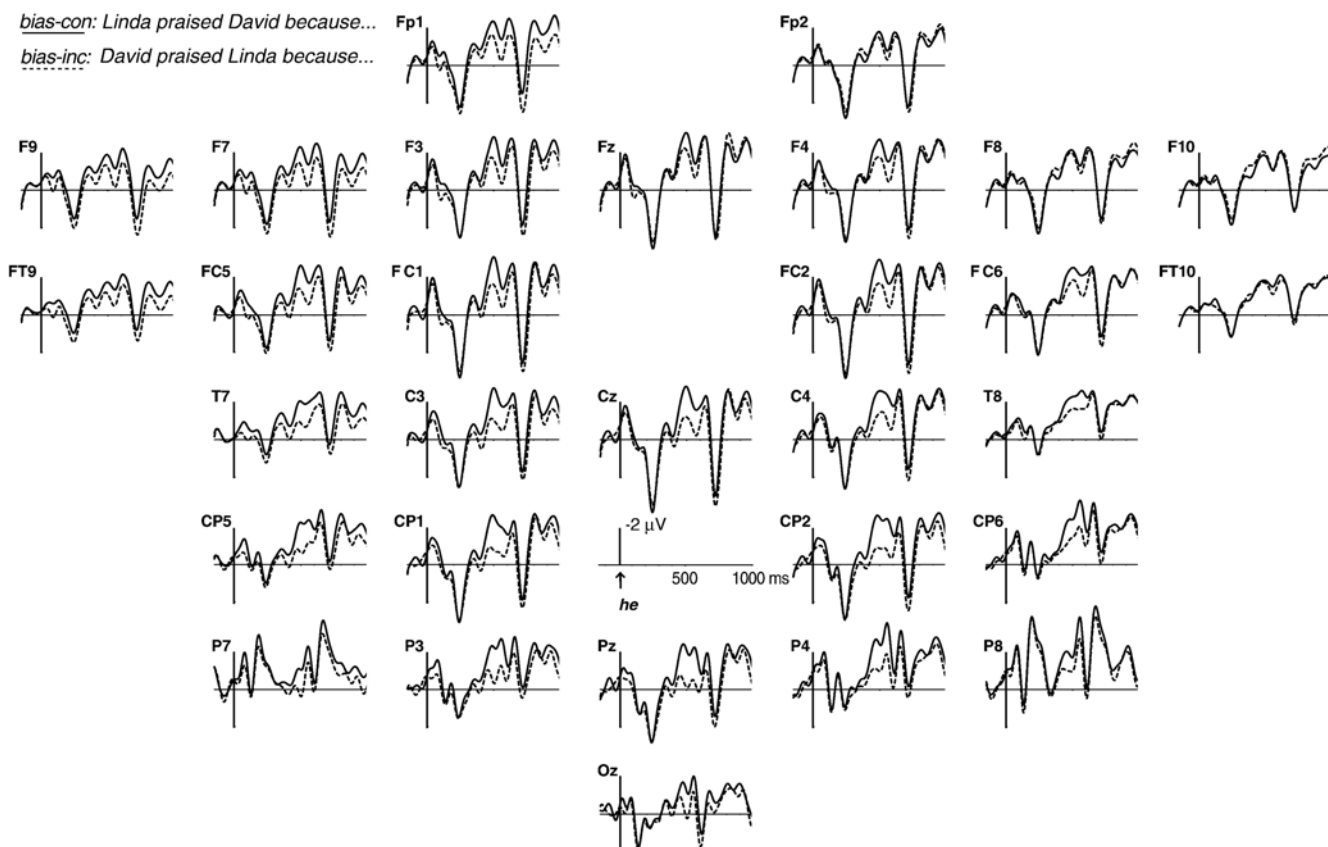 bias-con: Linda praised David because...
bias-inc: David praised Linda because...
Fp1 Fp2
F9 F7 F3 Fz F4 F8 F10
FT9 FC5 F C1 FC2 F C6 FT10
T7 C3 Cz C4 T8
CP5 CP1 -2 µV CP2 CP6
500 1000 ms
he
P7 P3 Pz P4 P8
Oz